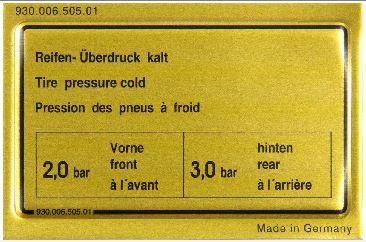 930.006.505.01
Reifen-Überdruck kalt
Tire pressure cold
Pression des pneus à froid
Vorne
2,0 bar front
à l´avant
hinten
3,0 bar rear
à l´arrière
930.006.505.01
Made in Germany